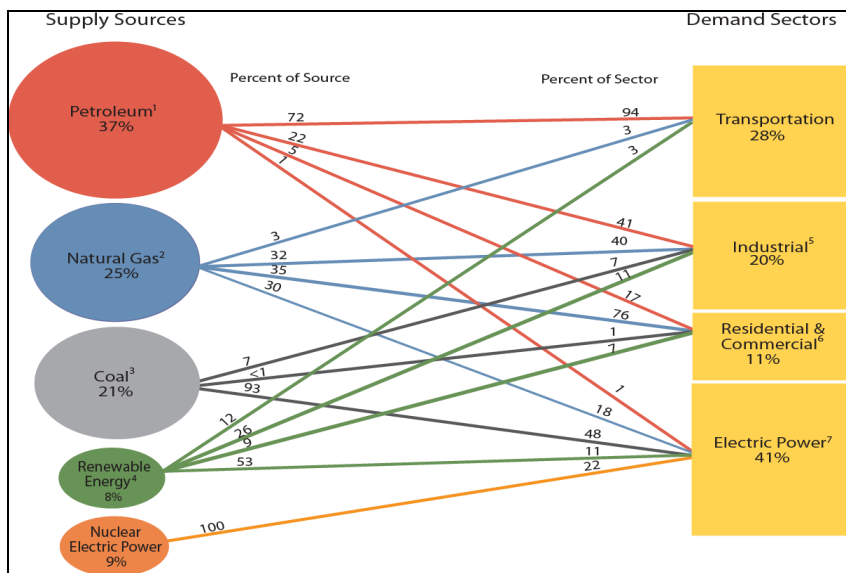 Supply Sources
Demand Sectors
Percent of Source
Percent of Sector
Petroleum¹
37%
72
22
5
1
94
3
3
Transportation
28%
Natural Gas²
25%
3
32
35
30
41
40
7
11
Industrial⁵
20%
17
76
1
7
Residential &
Commercial⁶
11%
Coal³
21%
7
<1
93
Renewable
Energy⁴
8%
12
26
9
53
1
18
48
11
22
Electric Power⁷
41%
Nuclear
Electric Power
9%
100